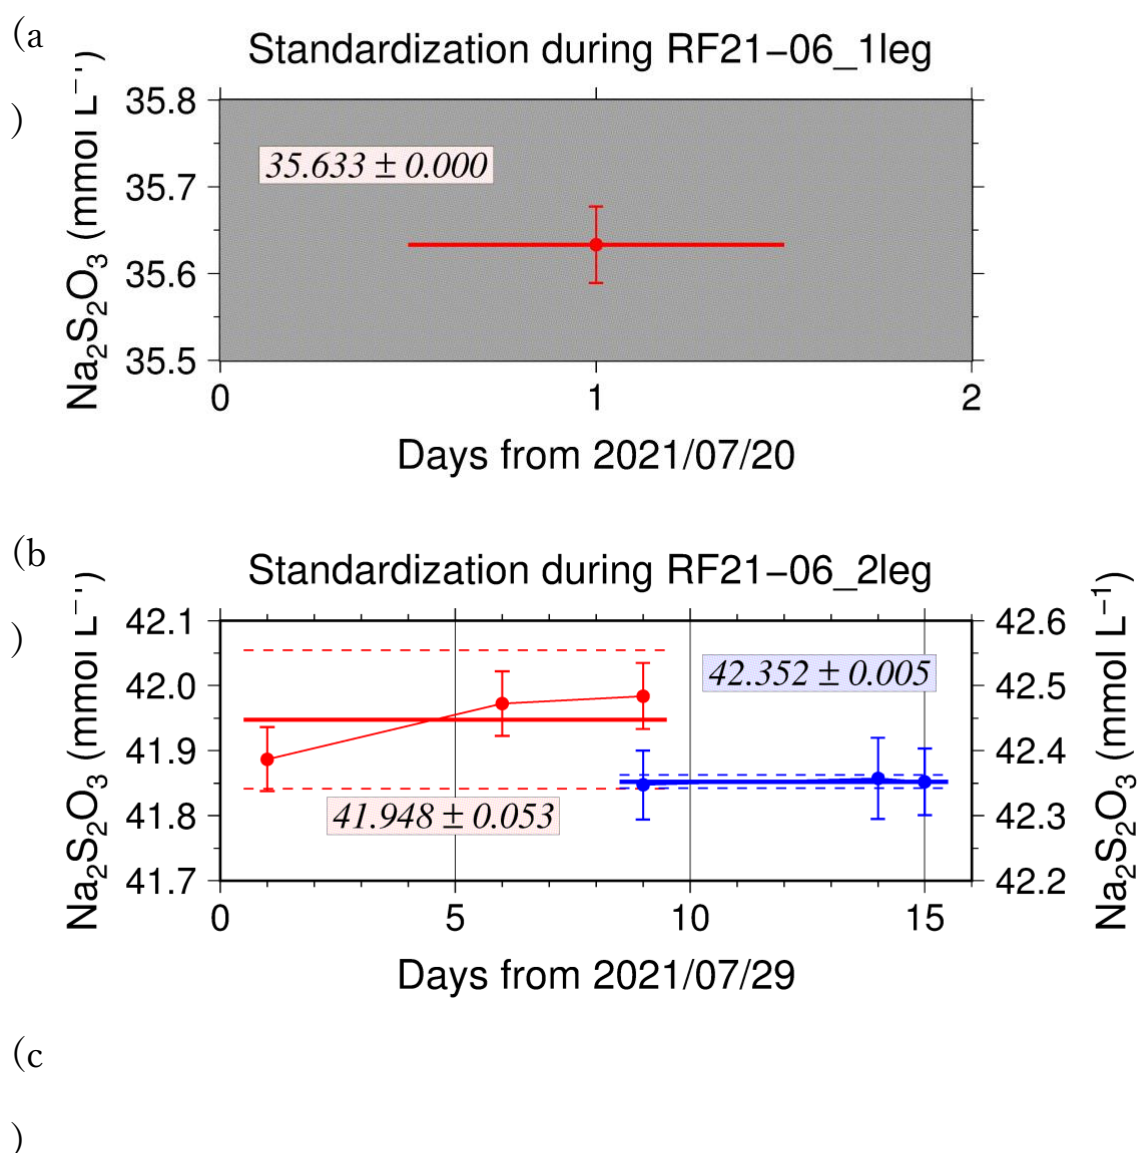 (a
)
Standardization during RF21−06_1leg
Na₂S₂O₃ (mmol L⁻¹)
35.8
35.7
35.6
35.5
35.633 ± 0.000
0 1 2
Days from 2021/07/20
(b
)
Standardization during RF21−06_2leg
Na₂S₂O₃ (mmol L⁻¹)
42.1
42.0
41.9
41.8
41.7
42.352 ± 0.005
41.948 ± 0.053
42.6
42.5
42.4
42.3
42.2
Na₂S₂O₃ (mmol L⁻¹)
0 5 10 15
Days from 2021/07/29
(c
)